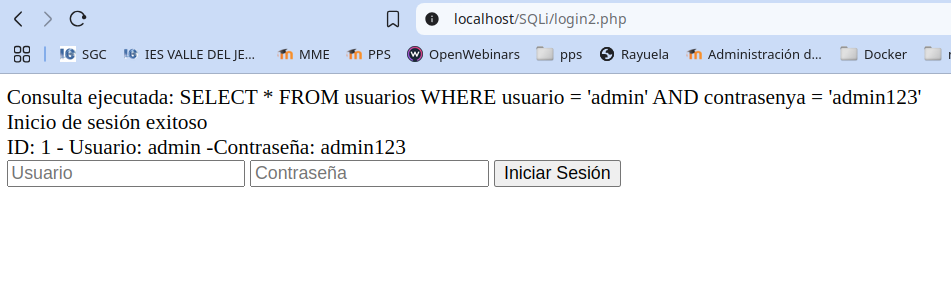 localhost/SQLi/login2.php
SGC IES VALLE DEL JE... MME PPS OpenWebinars pps Rayuela Administración d... Docker
Consulta ejecutada: SELECT * FROM usuarios WHERE usuario = 'admin' AND contrasenya = 'admin123'
Inicio de sesión exitoso
ID: 1 - Usuario: admin -Contraseña: admin123
Usuario Contraseña Iniciar Sesión